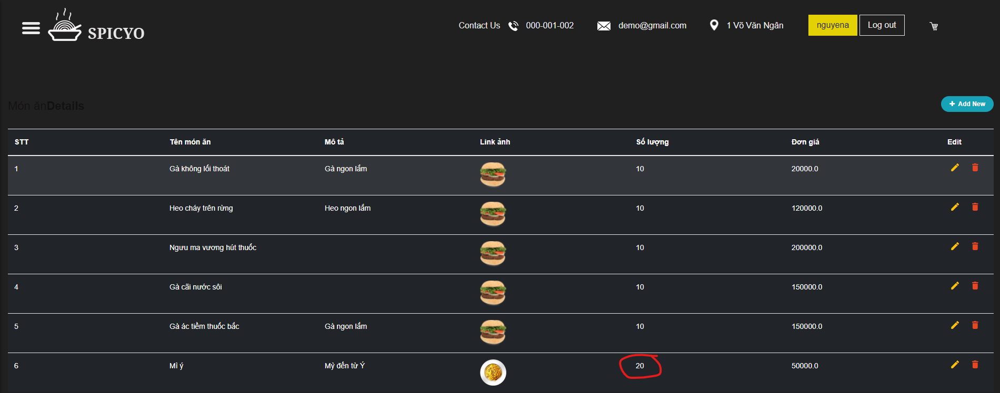 SPICYO
Contact Us 000-001-002 demo@gmail.com 1 Võ Văn Ngân nguyena Log out
Món ănDetails
Add New
STT Tên món ăn Mô tả Link ảnh Số lượng Đơn giá Edit
1 Gà không lối thoát Gà ngon lắm 10 20000.0
2 Heo cháy trên rừng Heo ngon lắm 10 120000.0
3 Ngưu ma vương hút thuốc 10 200000.0
4 Gà cãi nước sôi 10 150000.0
5 Gà ác tiềm thuốc bắc Gà ngon lắm 10 150000.0
6 Mì ý Mỳ đến từ Ý 20 50000.0